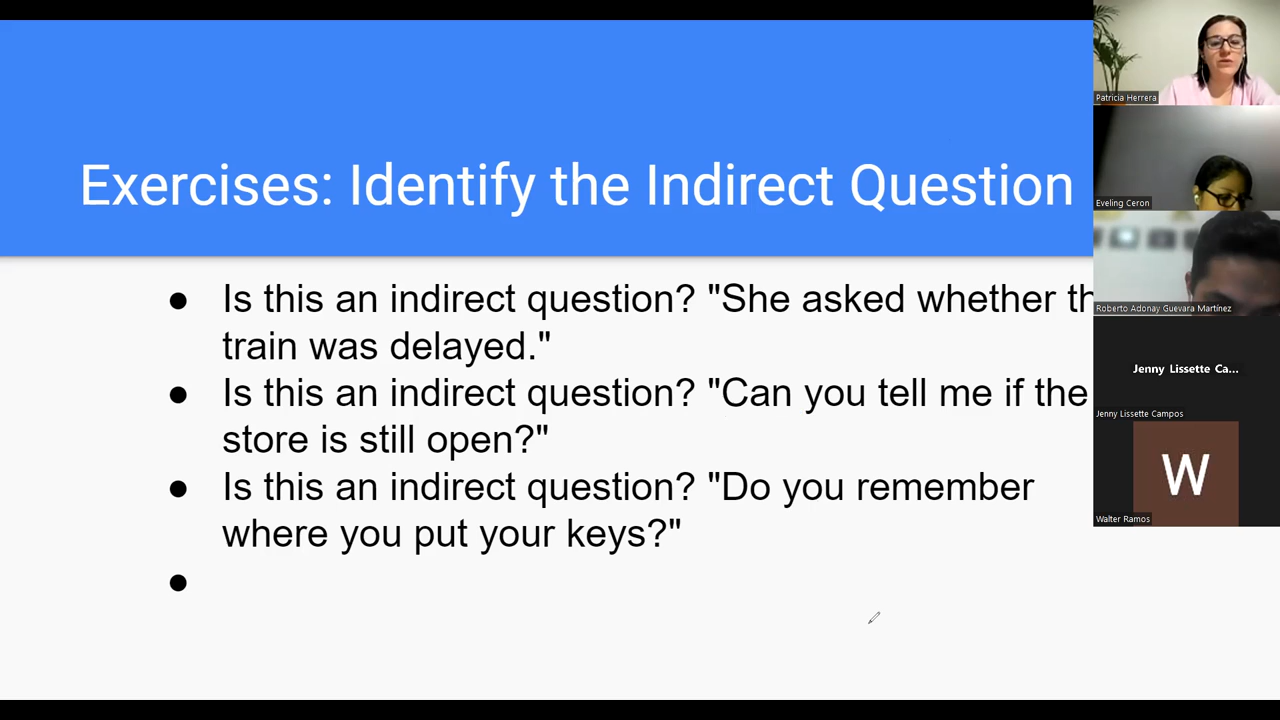 Exercises: Identify the Indirect Question
● Is this an indirect question? "She asked whether th
train was delayed."
● Is this an indirect question? "Can you tell me if the
store is still open?"
● Is this an indirect question? "Do you remember
where you put your keys?"
●
Patricia Herrera
Eveling Ceron
Roberto Adonay Guevara Martínez
Jenny Lissette Ca...
Jenny Lissette Campos
W
Walter Ramos